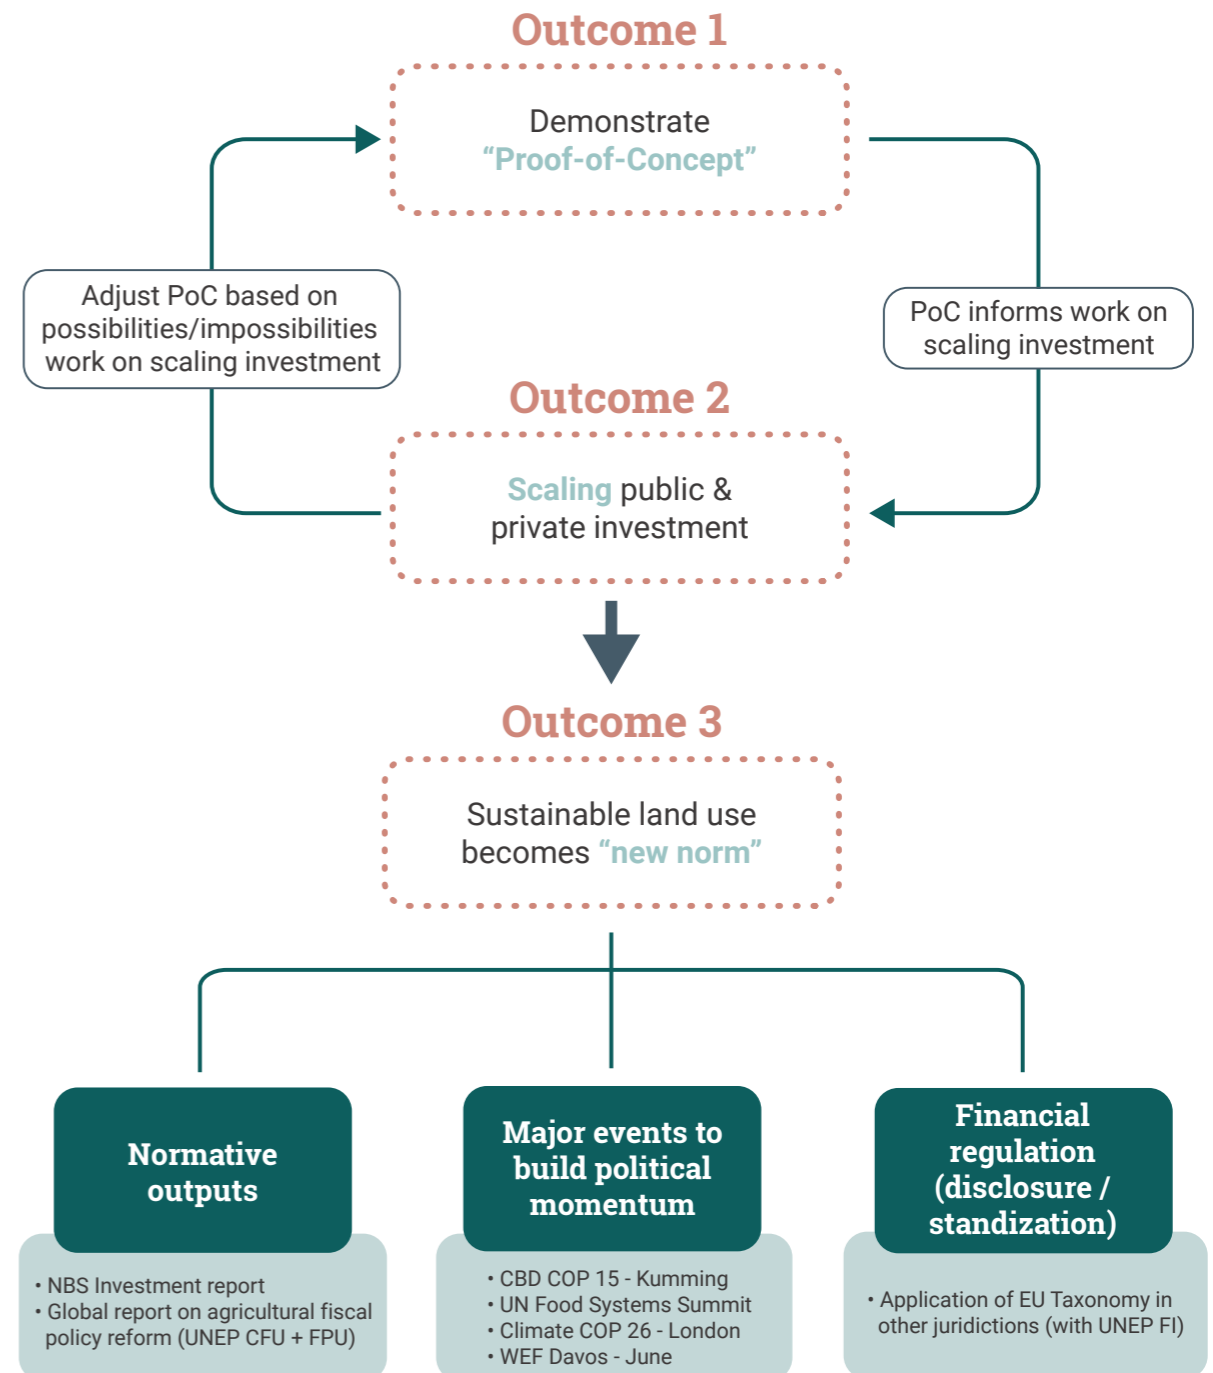 Outcome 1
Demonstrate
“Proof-of-Concept”
Adjust PoC based on
possibilities/impossibilities
work on scaling investment
PoC informs work on
scaling investment
Outcome 2
Scaling public &
private investment
Outcome 3
Sustainable land use
becomes “new norm”
Normative
outputs
• NBS Investment report
• Global report on agricultural fiscal
policy reform (UNEP CFU + FPU)
Major events to
build political
momentum
• CBD COP 15 - Kumming
• UN Food Systems Summit
• Climate COP 26 - London
• WEF Davos - June
Financial
regulation
(disclosure /
standization)
• Application of EU Taxonomy in
other juridictions (with UNEP FI)